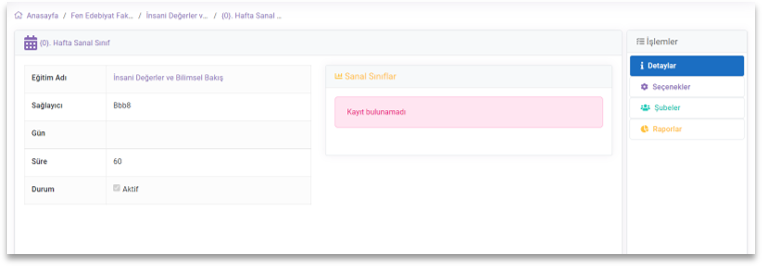 Anasayfa / Fen Edebiyat Fak... / İnsani Değerler v... / (0). Hafta Sanal ...
(0). Hafta Sanal Sınıf
Eğitim Adı İnsani Değerler ve Bilimsel Bakış
Sağlayıcı Bbb8
Gün
Süre 60
Durum Aktif
Sanal Sınıflar
Kayıt bulunamadı
İşlemler
Detaylar
Seçenekler
Şubeler
Raporlar